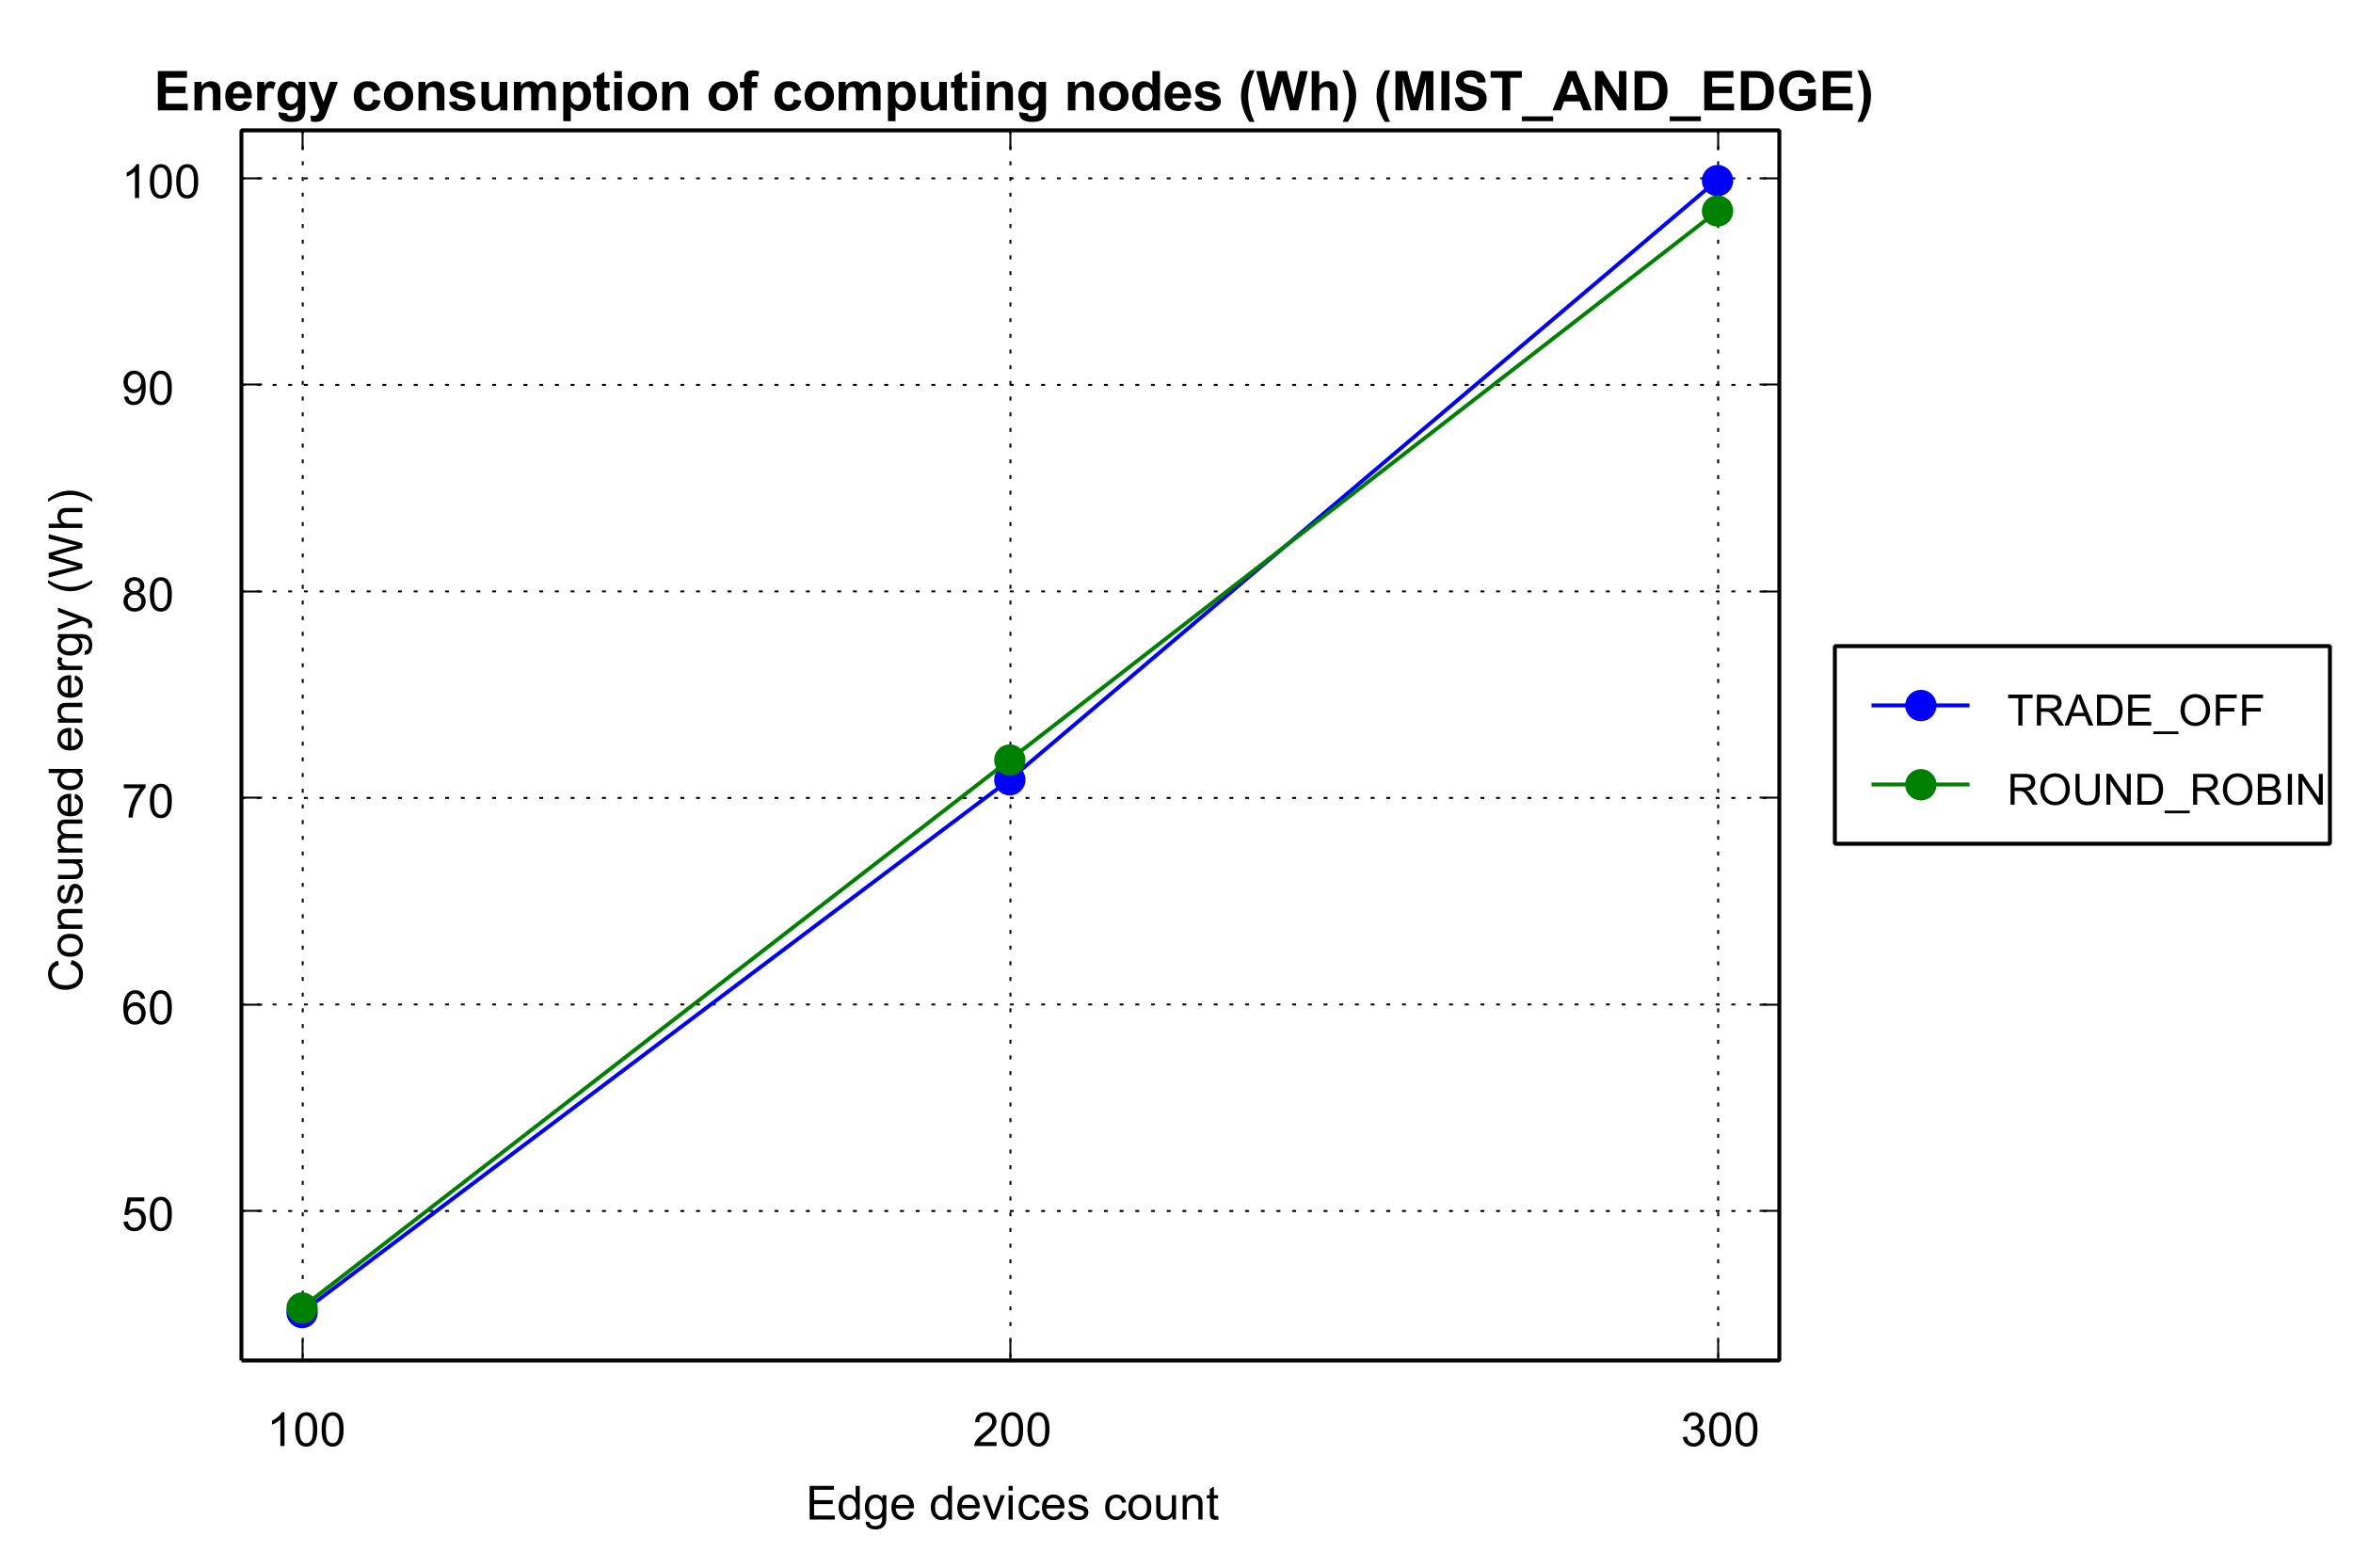 Energy consumption of computing nodes (Wh) (MIST_AND_EDGE)
100
90
80
70
60
50
Consumed energy (Wh)
TRADE_OFF
ROUND_ROBIN
100 200 300
Edge devices count